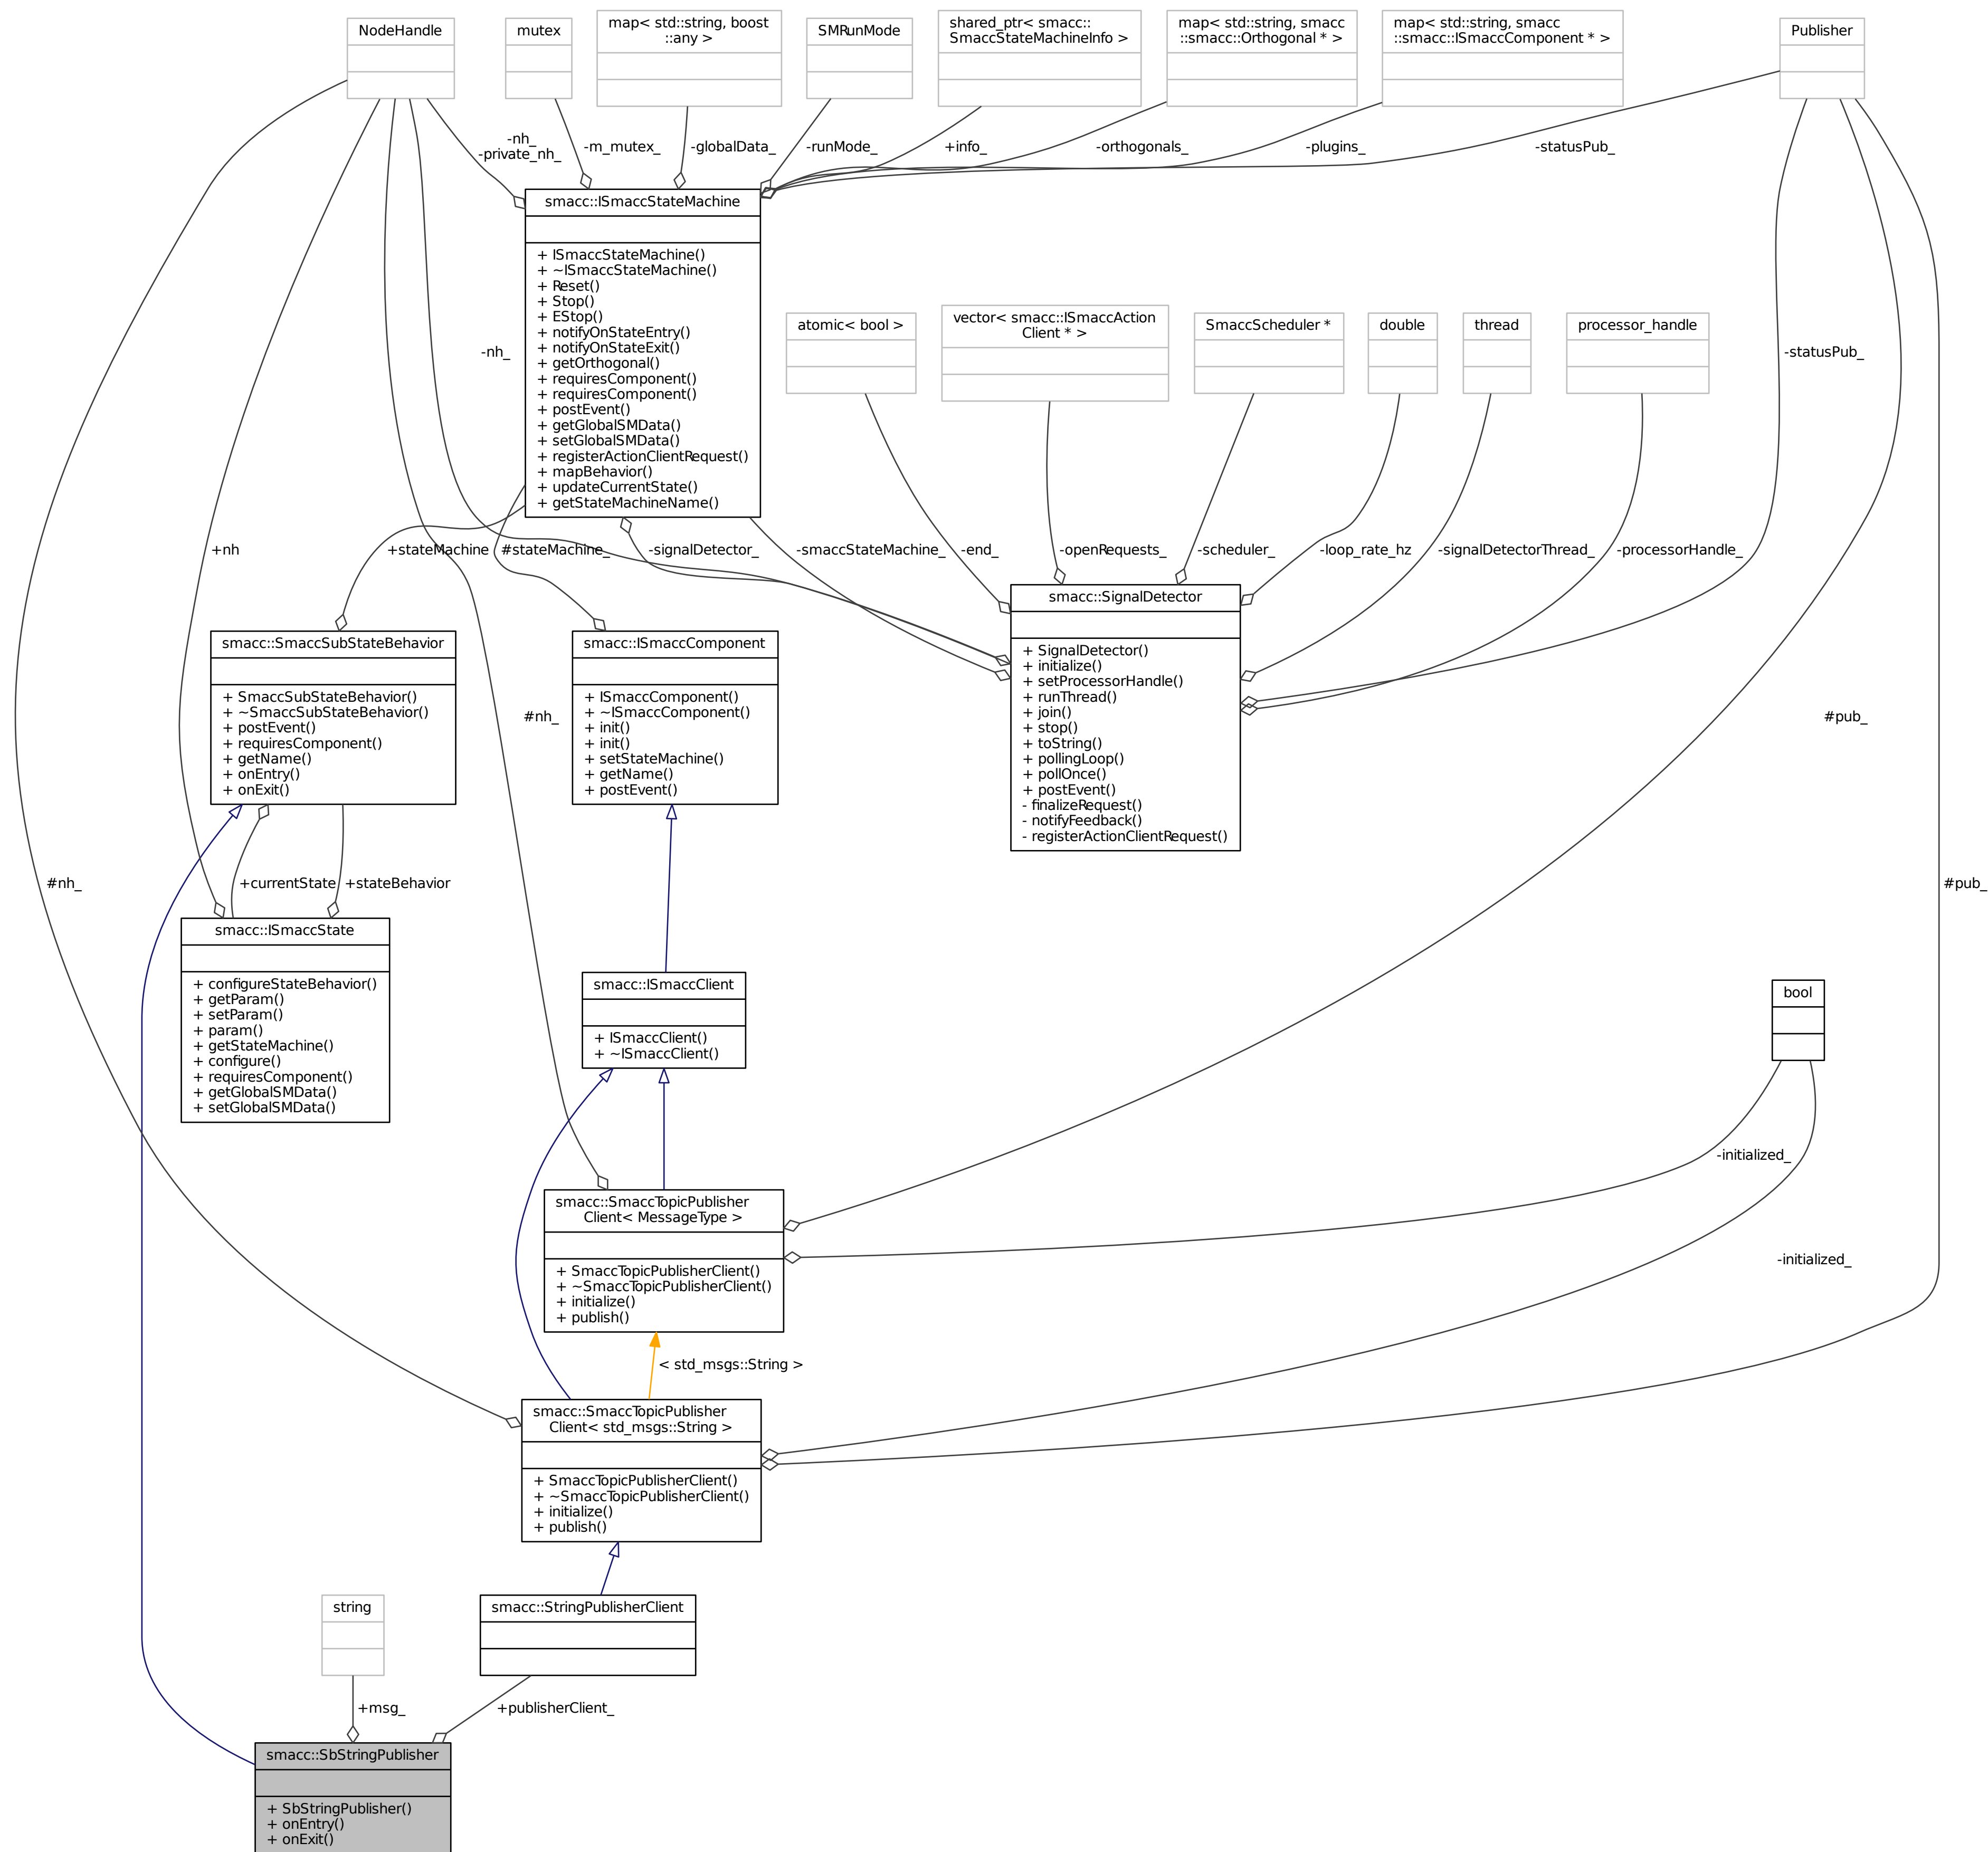 NodeHandle
mutex
map< std::string, boost
::any >
SMRunMode
shared_ptr< smacc::
SmaccStateMachineInfo >
map< std::string, smacc
::smacc::Orthogonal * >
map< std::string, smacc
::smacc::ISmaccComponent * >
Publisher
-nh_
-private_nh_
-m_mutex_
-globalData_
-runMode_
+info_
-orthogonals_
-plugins_
-statusPub_
smacc::ISmaccStateMachine
+ ISmaccStateMachine()
+ ~ISmaccStateMachine()
+ Reset()
+ Stop()
+ EStop()
+ notifyOnStateEntry()
+ notifyOnStateExit()
+ getOrthogonal()
+ requiresComponent()
+ requiresComponent()
+ postEvent()
+ getGlobalSMData()
+ setGlobalSMData()
+ registerActionClientRequest()
+ mapBehavior()
+ updateCurrentState()
+ getStateMachineName()
atomic< bool >
vector< smacc::ISmaccAction
Client * >
SmaccScheduler *
double
thread
processor_handle
-nh_
-statusPub_
+nh
+stateMachine
#stateMachine_
-signalDetector_
-smaccStateMachine_
-end_
-openRequests_
-scheduler_
-loop_rate_hz
-signalDetectorThread_
-processorHandle_
smacc::SignalDetector
+ SignalDetector()
+ initialize()
+ setProcessorHandle()
+ runThread()
+ join()
+ stop()
+ toString()
+ pollingLoop()
+ pollOnce()
+ postEvent()
- finalizeRequest()
- notifyFeedback()
- registerActionClientRequest()
smacc::SmaccSubStateBehavior
+ SmaccSubStateBehavior()
+ ~SmaccSubStateBehavior()
+ postEvent()
+ requiresComponent()
+ getName()
+ onEntry()
+ onExit()
smacc::ISmaccComponent
+ ISmaccComponent()
+ ~ISmaccComponent()
+ init()
+ init()
+ setStateMachine()
+ getName()
+ postEvent()
#nh_
#pub_
#nh_
+currentState
+stateBehavior
#pub_
smacc::ISmaccState
+ configureStateBehavior()
+ getParam()
+ setParam()
+ param()
+ getStateMachine()
+ configure()
+ requiresComponent()
+ getGlobalSMData()
+ setGlobalSMData()
smacc::ISmaccClient
+ ISmaccClient()
+ ~ISmaccClient()
bool
-initialized_
smacc::SmaccTopicPublisher
Client< MessageType >
+ SmaccTopicPublisherClient()
+ ~SmaccTopicPublisherClient()
+ initialize()
+ publish()
-initialized_
< std_msgs::String >
smacc::SmaccTopicPublisher
Client< std_msgs::String >
+ SmaccTopicPublisherClient()
+ ~SmaccTopicPublisherClient()
+ initialize()
+ publish()
string
smacc::StringPublisherClient
+msg_
+publisherClient_
smacc::SbStringPublisher
+ SbStringPublisher()
+ onEntry()
+ onExit()